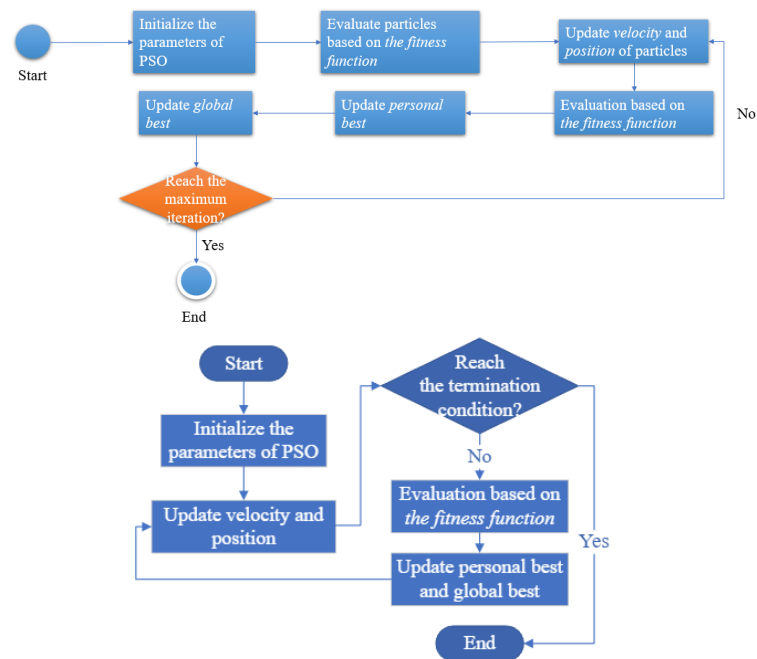 Start
Initialize the
parameters of
PSO
Evaluate particles
based on the fitness
function
Update velocity and
position of particles
Update global
best
Update personal
best
Evaluation based on
the fitness function
No
Reach the
maximum
iteration?
Yes
End
Start
Initialize the
parameters of PSO
Update velocity and
position
Reach
the termination
condition?
No
Evaluation based on
the fitness function
Yes
Update personal best
and global best
End